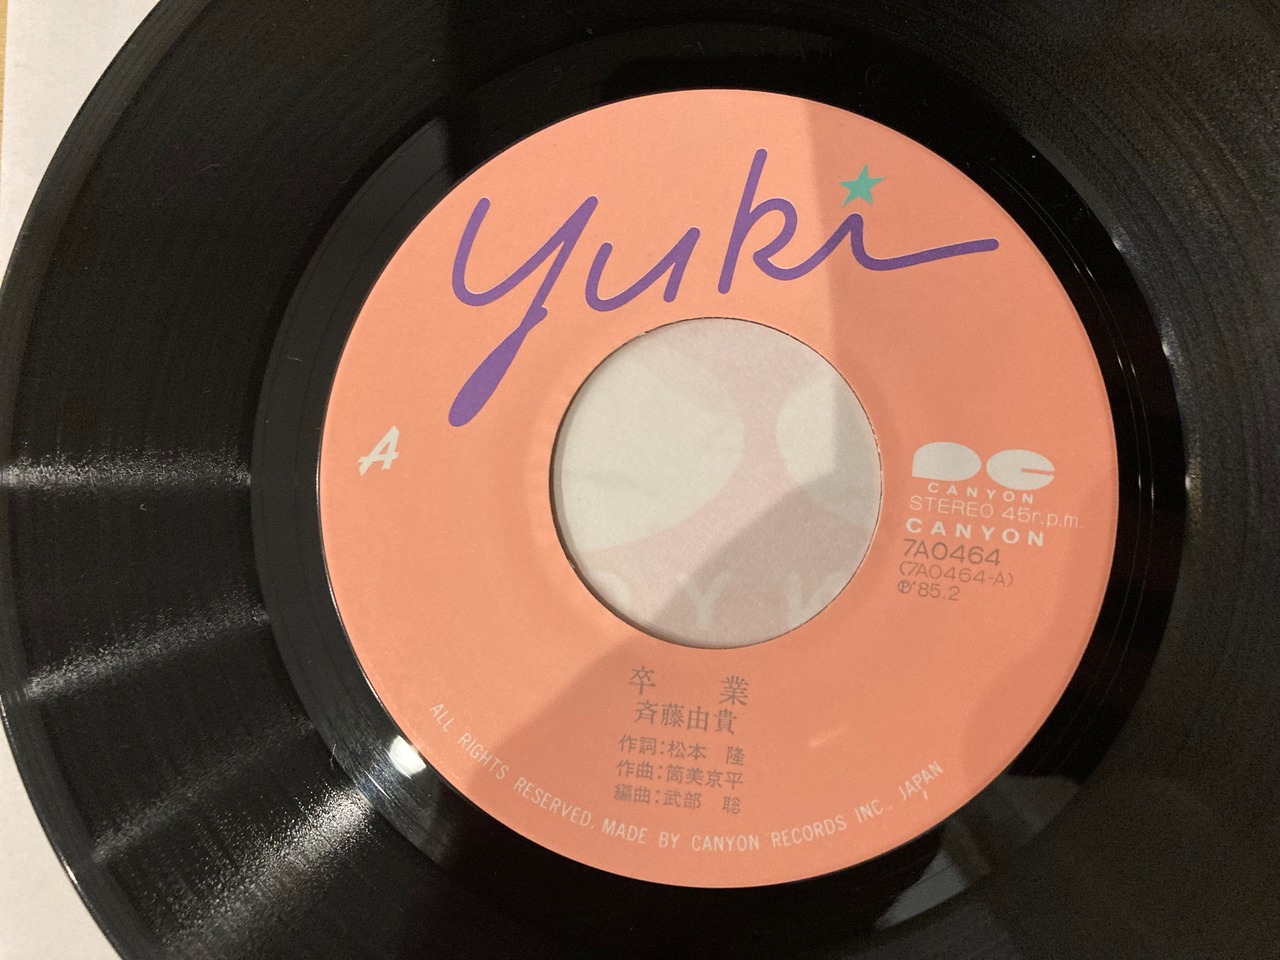 yuki
A
CANYON
STEREO 45r.p.m.
CANYON
7A0464
(7A0464-A)
℗'85.2
卒業
斉藤由貴
作詞:松本 隆
作曲:筒美京平
編曲:武部 聡
ALL RIGHTS RESERVED. MADE BY CANYON RECORDS INC., JAPAN